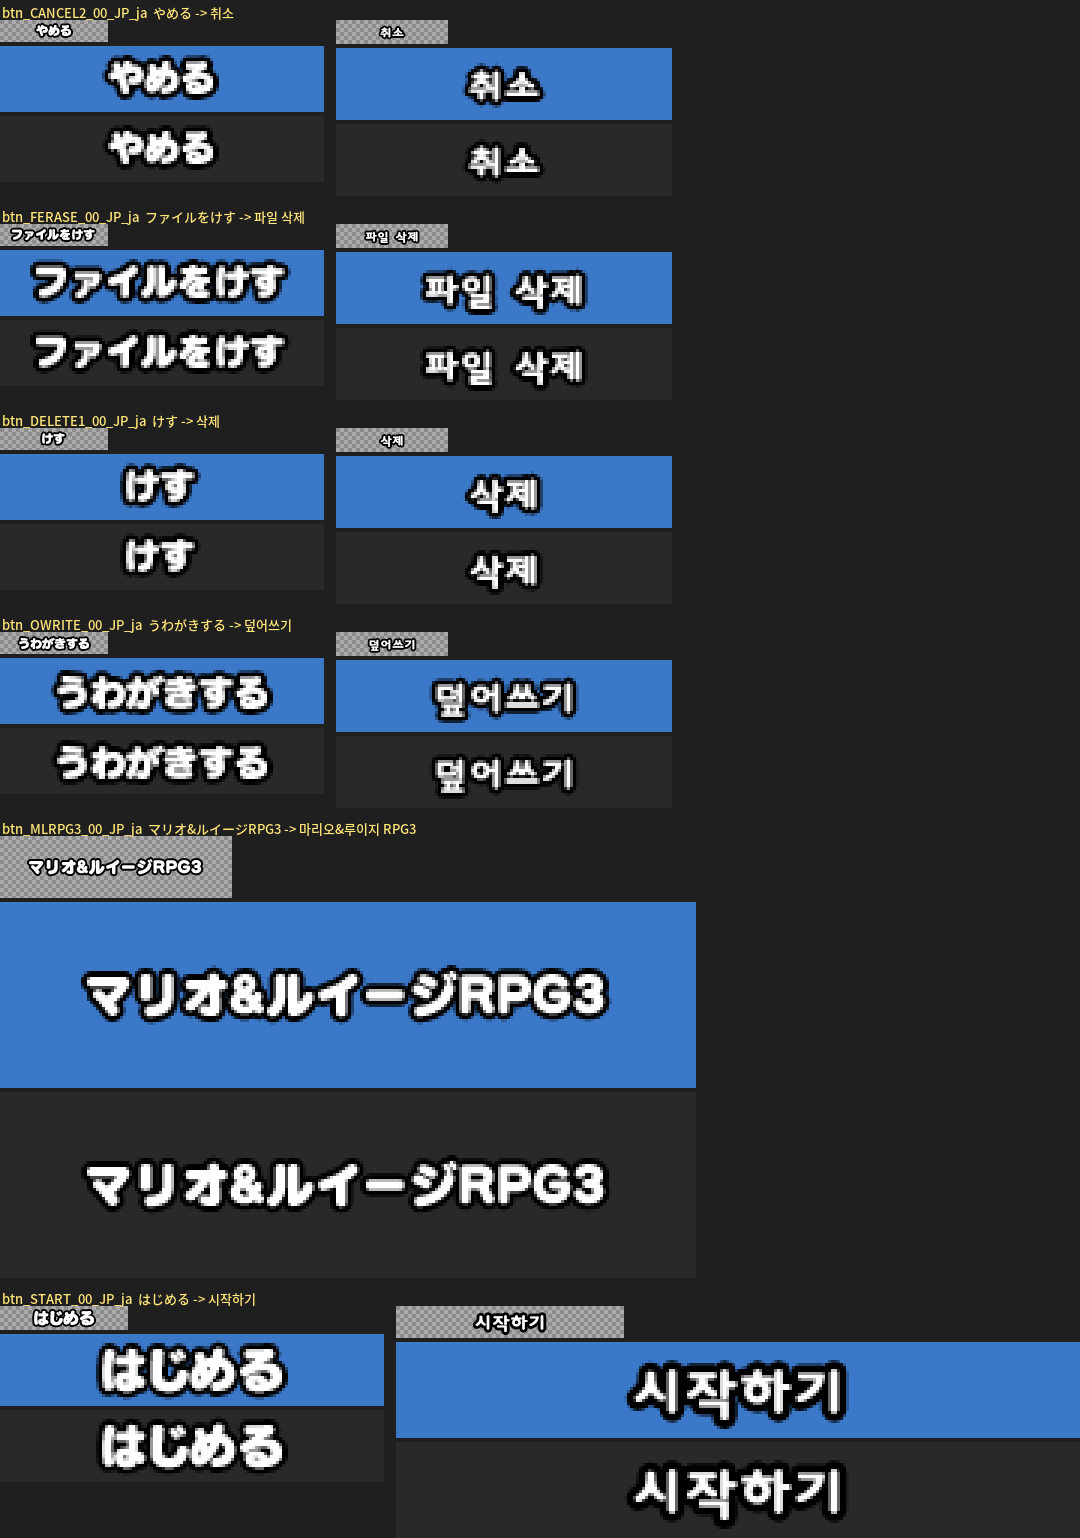 btn_CANCEL2_00_JP_ja やめる -> 취소
やめる 취소
やめる 취소
やめる 취소
btn_FERASE_00_JP_ja ファイルをけす -> 파일 삭제
ファイルをけす 파일 삭제
ファイルをけす 파일 삭제
ファイルをけす 파일 삭제
btn_DELETE1_00_JP_ja けす -> 삭제
けす 삭제
けす 삭제
けす 삭제
btn_OWRITE_00_JP_ja うわがきする -> 덮어쓰기
うわがきする 덮어쓰기
うわがきする 덮어쓰기
うわがきする 덮어쓰기
btn_MLRPG3_00_JP_ja マリオ&ルイージRPG3 -> 마리오&루이지 RPG3
マリオ&ルイージRPG3
マリオ&ルイージRPG3
マリオ&ルイージRPG3
btn_START_00_JP_ja はじめる -> 시작하기
はじめる 시작하기
はじめる 시작하기
はじめる 시작하기